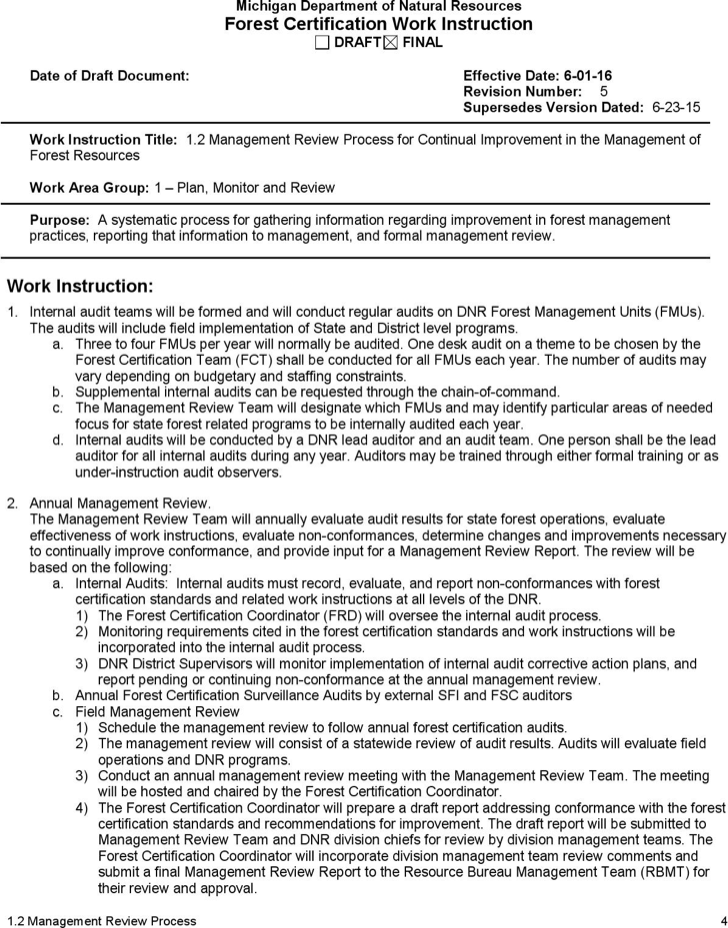 Michigan Department of Natural Resources
Forest Certification Work Instruction
☐ DRAFT ☒ FINAL
Date of Draft Document:
Effective Date: 6-01-16
Revision Number: 5
Supersedes Version Dated: 6-23-15
Work Instruction Title: 1.2 Management Review Process for Continual Improvement in the Management of
Forest Resources
Work Area Group: 1 – Plan, Monitor and Review
Purpose: A systematic process for gathering information regarding improvement in forest management
practices, reporting that information to management, and formal management review.
Work Instruction:
1. Internal audit teams will be formed and will conduct regular audits on DNR Forest Management Units (FMUs).
The audits will include field implementation of State and District level programs.
a. Three to four FMUs per year will normally be audited. One desk audit on a theme to be chosen by the
Forest Certification Team (FCT) shall be conducted for all FMUs each year. The number of audits may
vary depending on budgetary and staffing constraints.
b. Supplemental internal audits can be requested through the chain-of-command.
c. The Management Review Team will designate which FMUs and may identify particular areas of needed
focus for state forest related programs to be internally audited each year.
d. Internal audits will be conducted by a DNR lead auditor and an audit team. One person shall be the lead
auditor for all internal audits during any year. Auditors may be trained through either formal training or as
under-instruction audit observers.
2. Annual Management Review.
The Management Review Team will annually evaluate audit results for state forest operations, evaluate
effectiveness of work instructions, evaluate non-conformances, determine changes and improvements necessary
to continually improve conformance, and provide input for a Management Review Report. The review will be
based on the following:
a. Internal Audits: Internal audits must record, evaluate, and report non-conformances with forest
certification standards and related work instructions at all levels of the DNR.
1) The Forest Certification Coordinator (FRD) will oversee the internal audit process.
2) Monitoring requirements cited in the forest certification standards and work instructions will be
incorporated into the internal audit process.
3) DNR District Supervisors will monitor implementation of internal audit corrective action plans, and
report pending or continuing non-conformance at the annual management review.
b. Annual Forest Certification Surveillance Audits by external SFI and FSC auditors
c. Field Management Review
1) Schedule the management review to follow annual forest certification audits.
2) The management review will consist of a statewide review of audit results. Audits will evaluate field
operations and DNR programs.
3) Conduct an annual management review meeting with the Management Review Team. The meeting
will be hosted and chaired by the Forest Certification Coordinator.
4) The Forest Certification Coordinator will prepare a draft report addressing conformance with the forest
certification standards and recommendations for improvement. The draft report will be submitted to
Management Review Team and DNR division chiefs for review by division management teams. The
Forest Certification Coordinator will incorporate division management team review comments and
submit a final Management Review Report to the Resource Bureau Management Team (RBMT) for
their review and approval.
1.2 Management Review Process
4